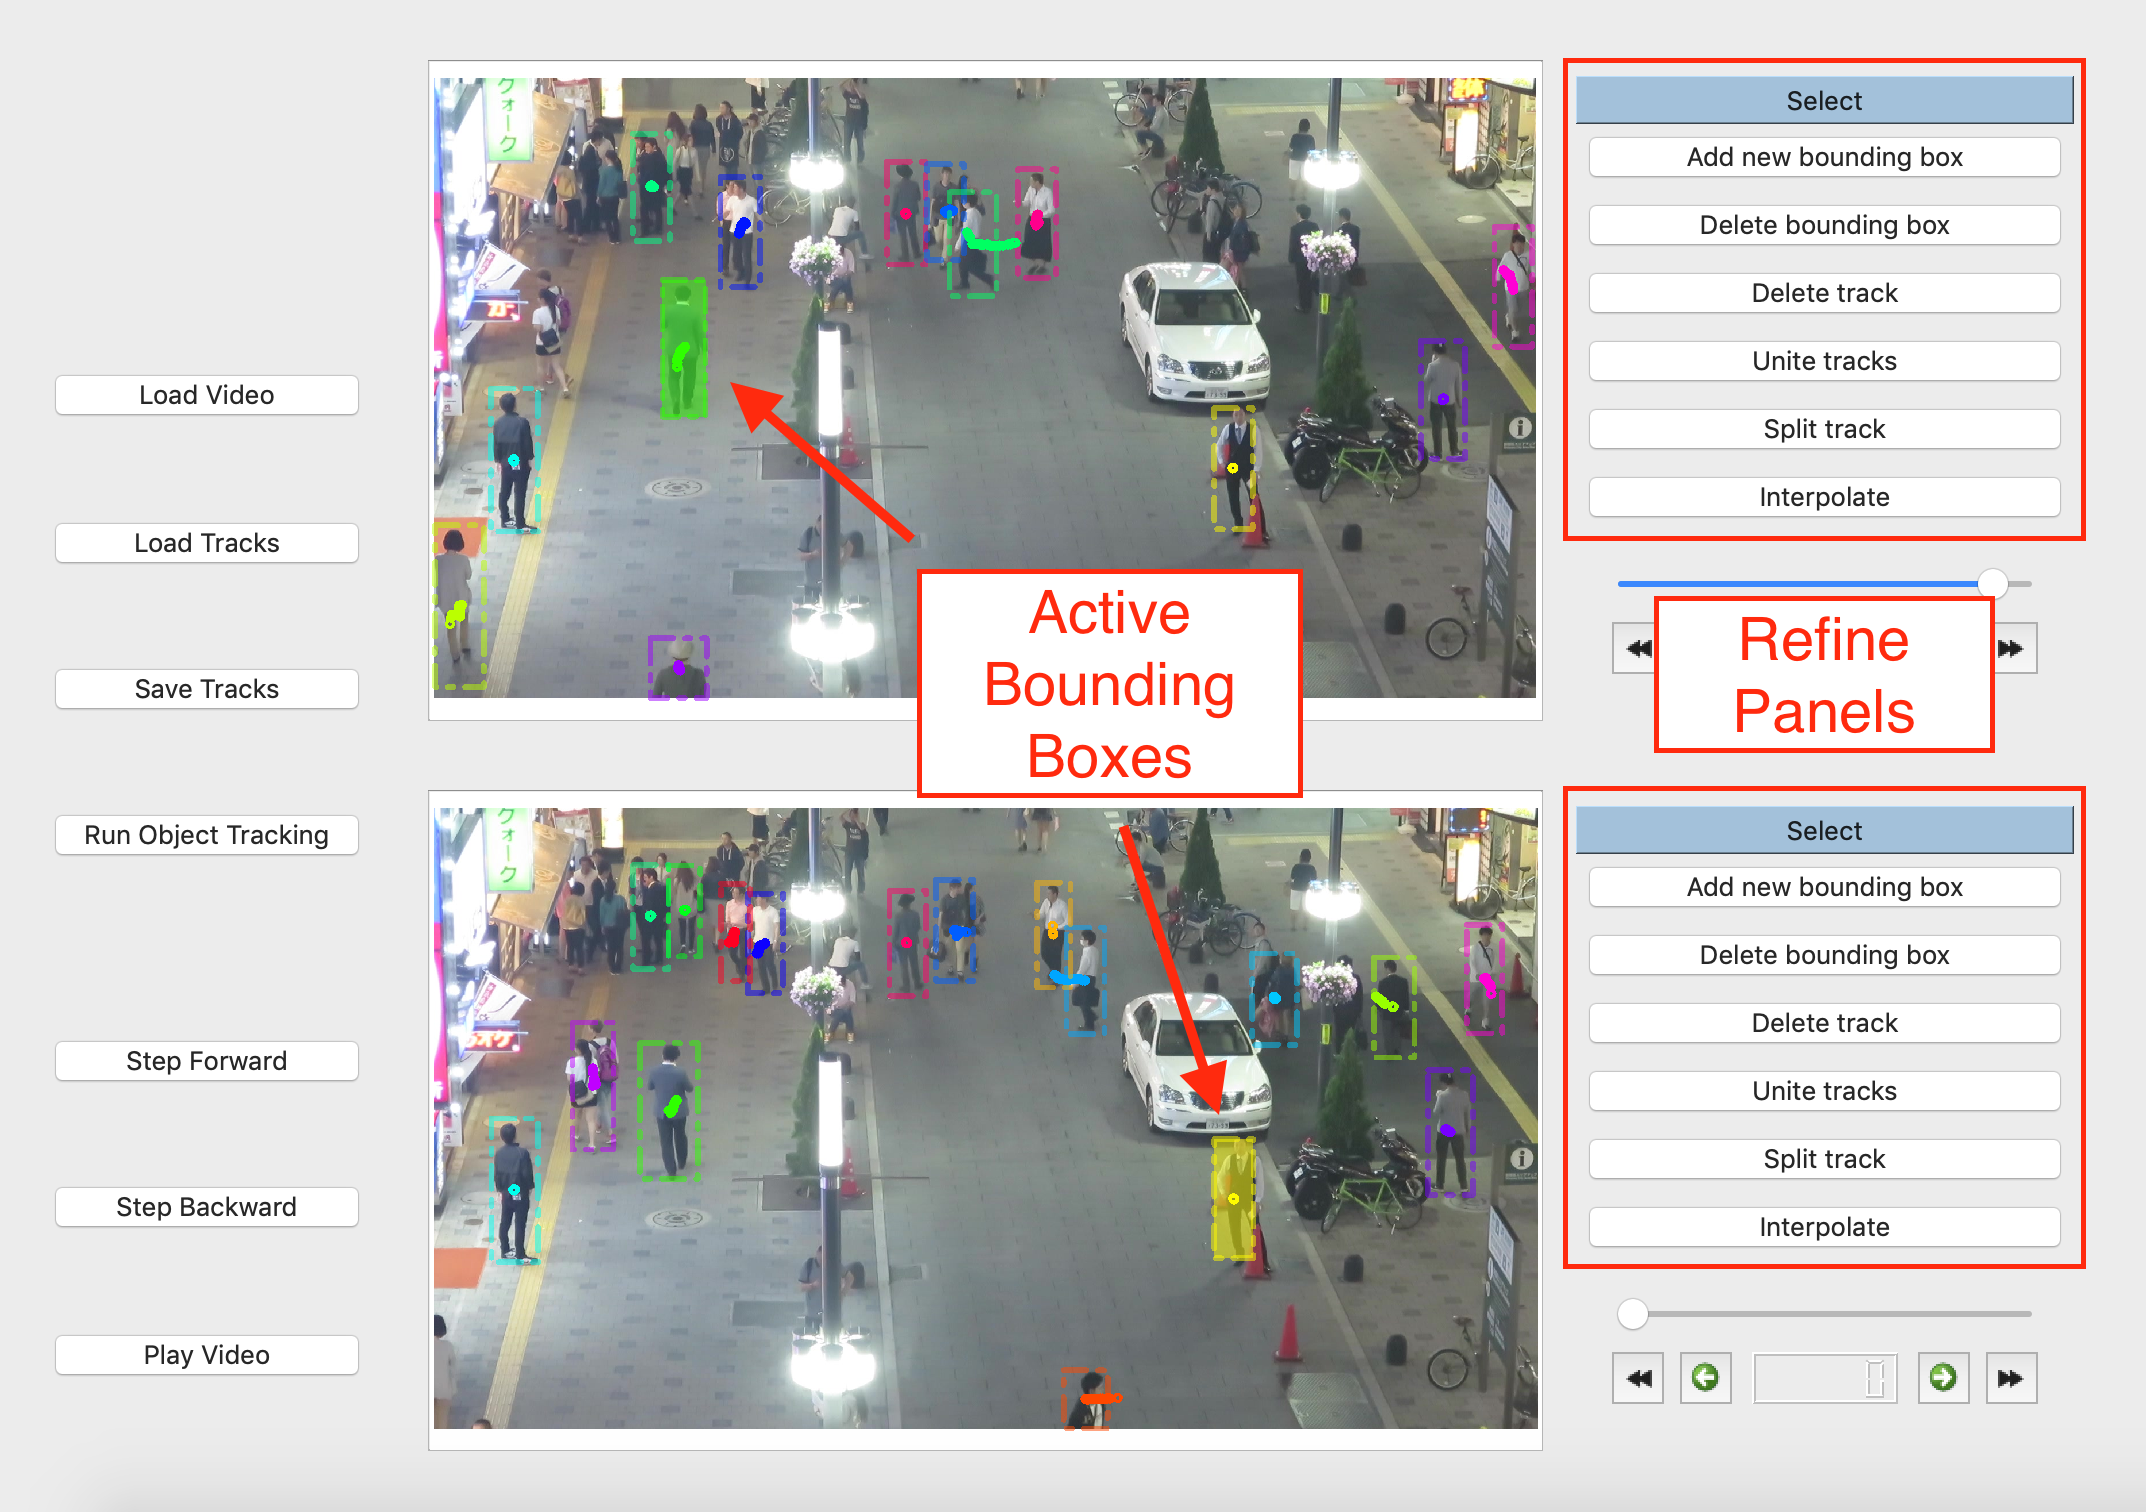 Load Video
Load Tracks
Save Tracks
Run Object Tracking
Step Forward
Step Backward
Play Video
クォーク
Active
Bounding
Boxes
クォーク
Select
Add new bounding box
Delete bounding box
Delete track
Unite tracks
Split track
Interpolate
Refine
Panels
Select
Add new bounding box
Delete bounding box
Delete track
Unite tracks
Split track
Interpolate
0